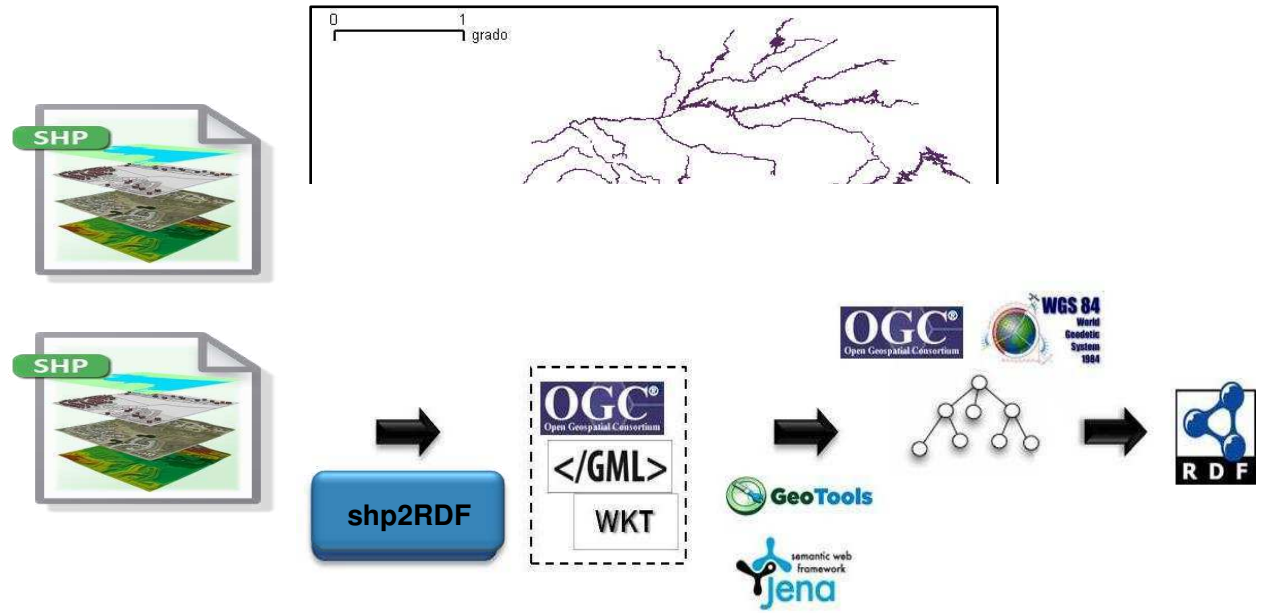 0 1
grado
SHP
SHP
shp2RDF
OGC®
Open Geospatial Consortium
</GML>
WKT
GeoTools
semantic web
framework
jena
OGC®
Open Geospatial Consortium
WGS 84
World
Geodetic
System
1984
RDF